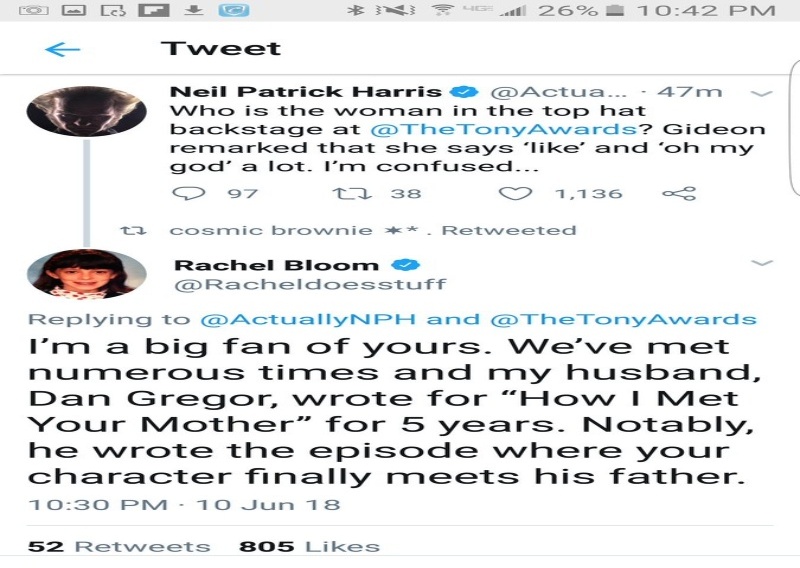 4G 26% 10:42 PM
Tweet
Neil Patrick Harris @Actua... · 47m
Who is the woman in the top hat
backstage at @TheTonyAwards? Gideon
remarked that she says ‘like’ and ‘oh my
god’ a lot. I’m confused...
97 38 1,136
cosmic brownie ✶* . Retweeted
Rachel Bloom
@Racheldoesstuff
Replying to @ActuallyNPH and @TheTonyAwards
I’m a big fan of yours. We’ve met
numerous times and my husband,
Dan Gregor, wrote for “How I Met
Your Mother” for 5 years. Notably,
he wrote the episode where your
character finally meets his father.
10:30 PM · 10 Jun 18
52 Retweets 805 Likes